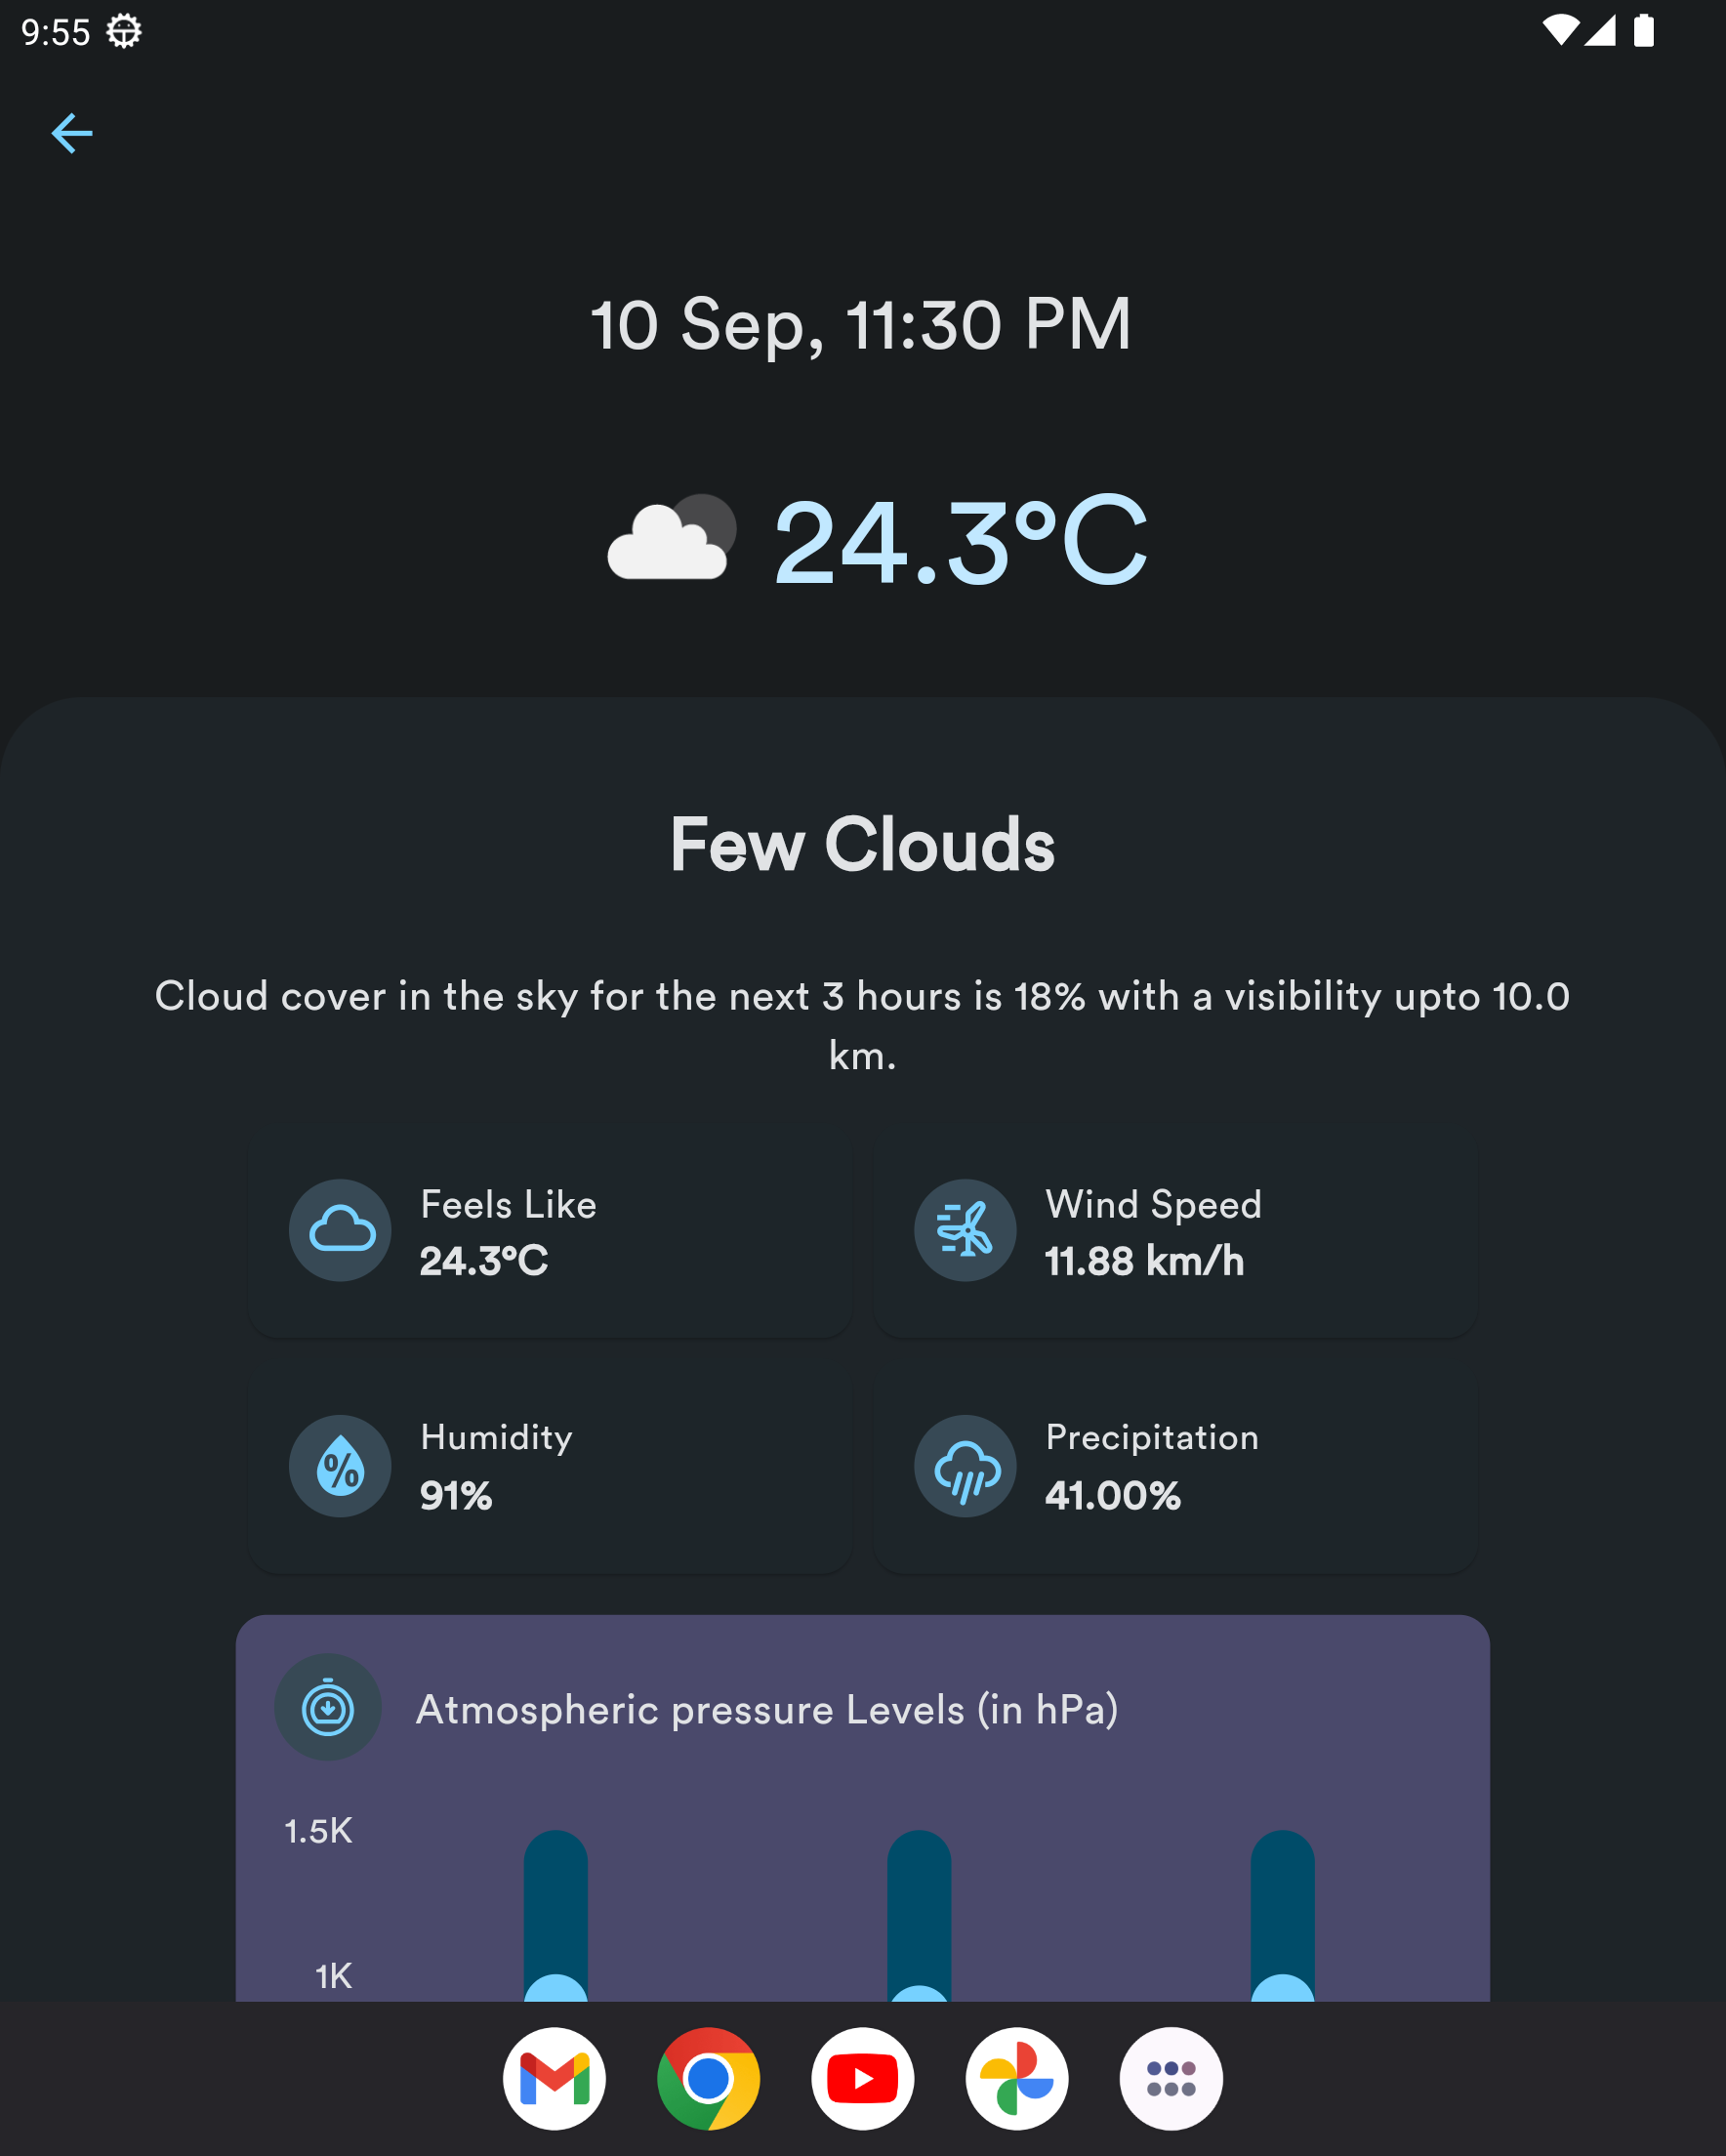 9:55
10 Sep, 11:30 PM
24.3°C
Few Clouds
Cloud cover in the sky for the next 3 hours is 18% with a visibility upto 10.0
km.
Feels Like
24.3°C
Wind Speed
11.88 km/h
Humidity
91%
Precipitation
41.00%
Atmospheric pressure Levels (in hPa)
1.5K
1K